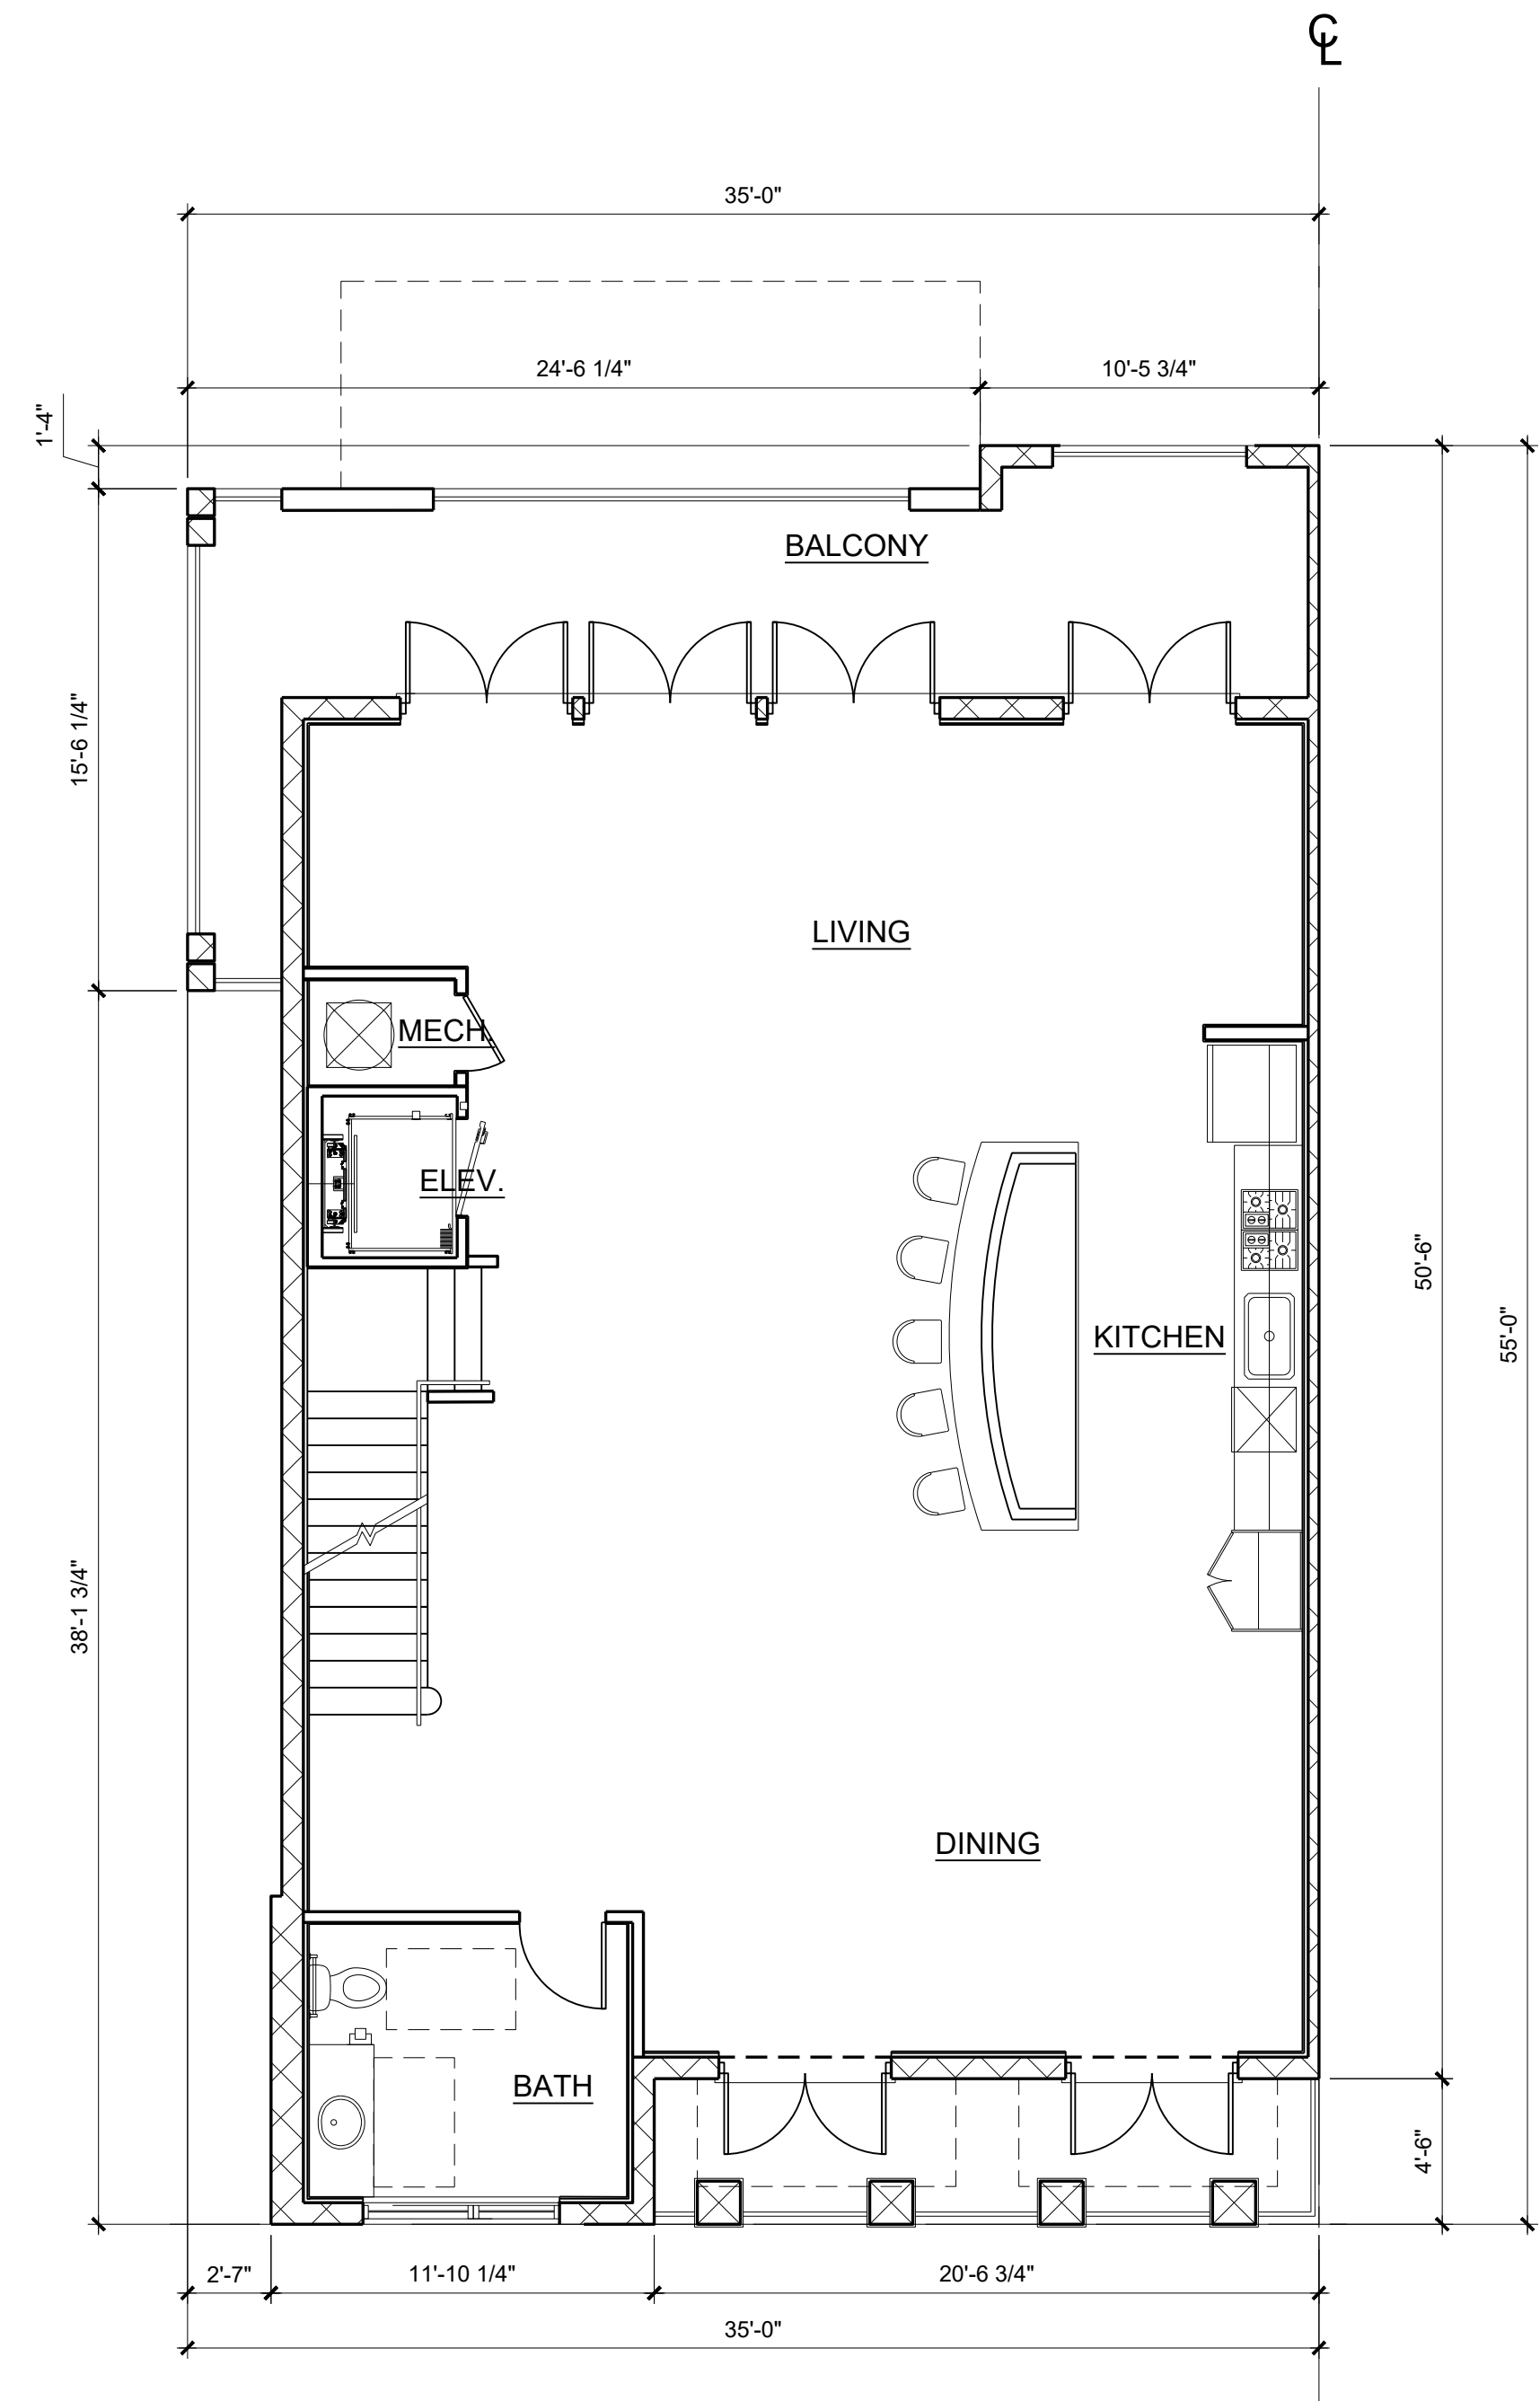 ℄
35'-0"
24'-6 1/4"
10'-5 3/4"
1'-4"
BALCONY
15'-6 1/4"
LIVING
MECH.
ELEV.
50'-6"
55'-0"
KITCHEN
38'-1 3/4"
DINING
BATH
4'-6"
2'-7"
11'-10 1/4"
20'-6 3/4"
35'-0"